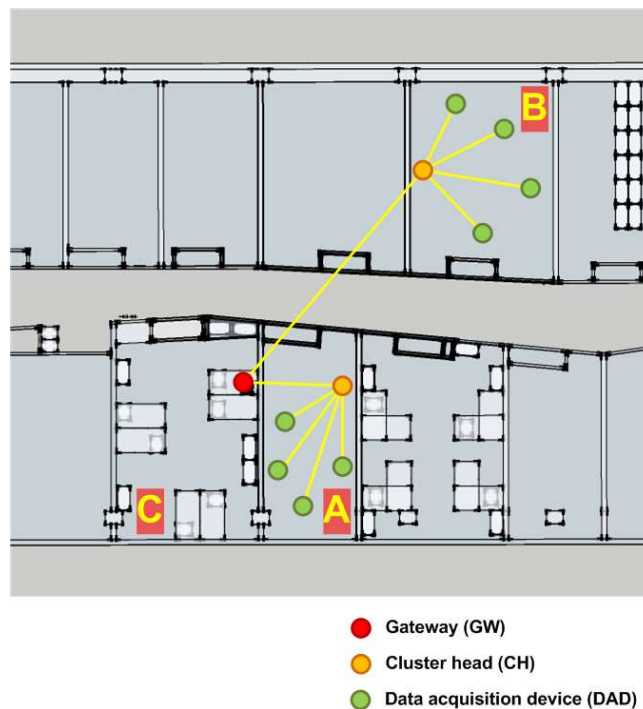 B
C
A
Gateway (GW)
Cluster head (CH)
Data acquisition device (DAD)